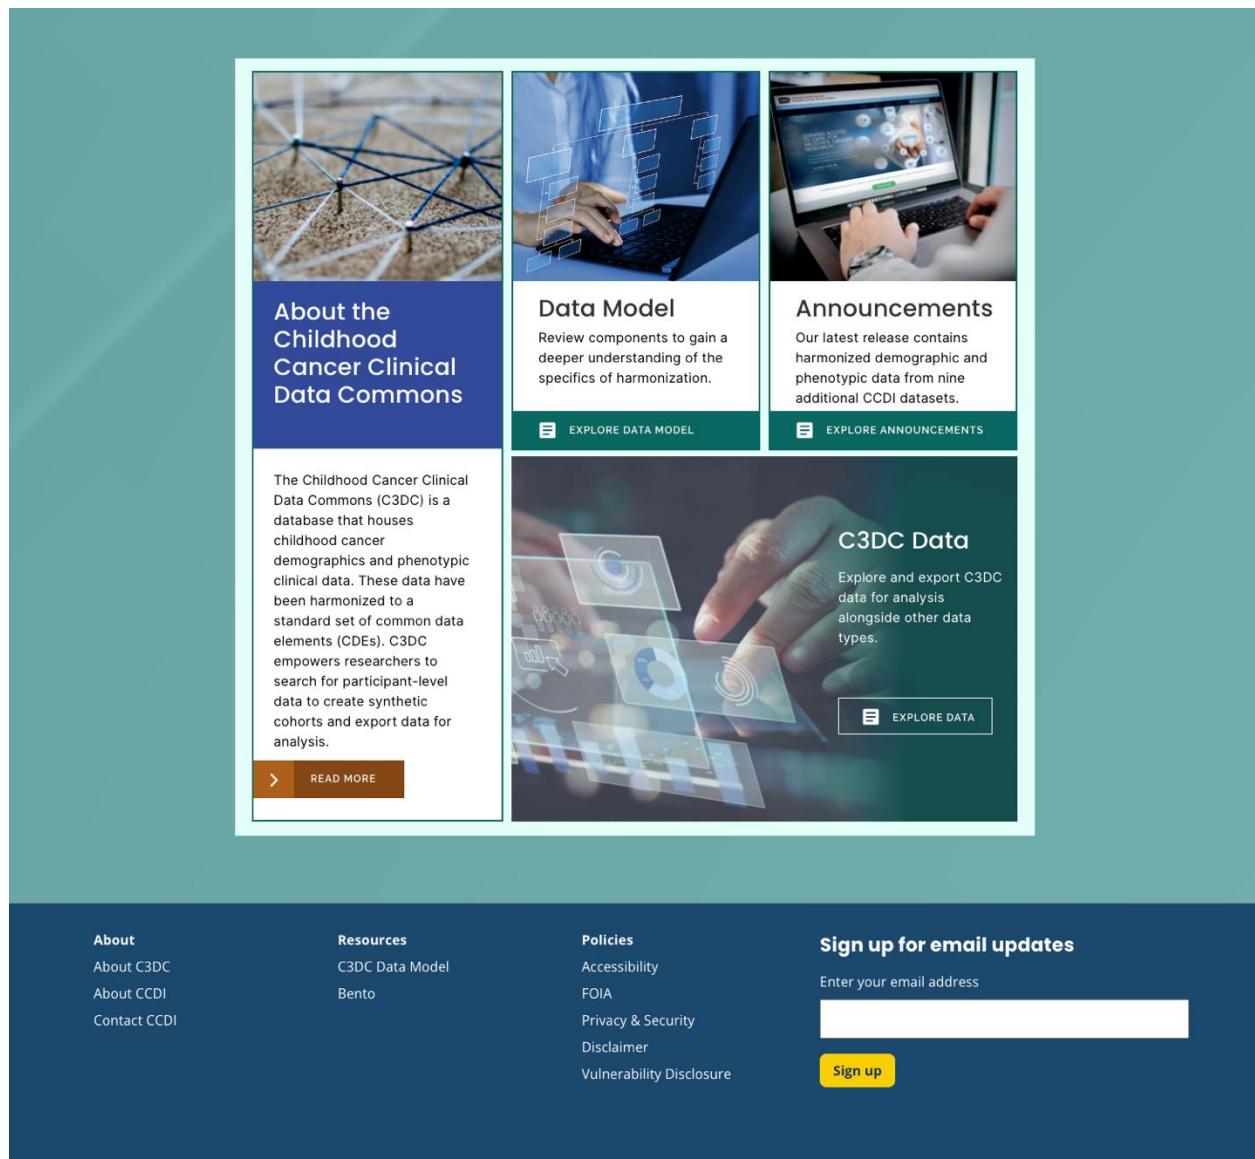 About the
Childhood
Cancer Clinical
Data Commons
The Childhood Cancer Clinical
Data Commons (C3DC) is a
database that houses
childhood cancer
demographics and phenotypic
clinical data. These data have
been harmonized to a
standard set of common data
elements (CDEs). C3DC
empowers researchers to
search for participant-level
data to create synthetic
cohorts and export data for
analysis.
READ MORE
Data Model
Review components to gain a
deeper understanding of the
specifics of harmonization.
EXPLORE DATA MODEL
Announcements
Our latest release contains
harmonized demographic and
phenotypic data from nine
additional CCDI datasets.
EXPLORE ANNOUNCEMENTS
C3DC Data
Explore and export C3DC
data for analysis
alongside other data
types.
EXPLORE DATA
About
About C3DC
About CCDI
Contact CCDI
Resources
C3DC Data Model
Bento
Policies
Accessibility
FOIA
Privacy & Security
Disclaimer
Vulnerability Disclosure
Sign up for email updates
Enter your email address
Sign up